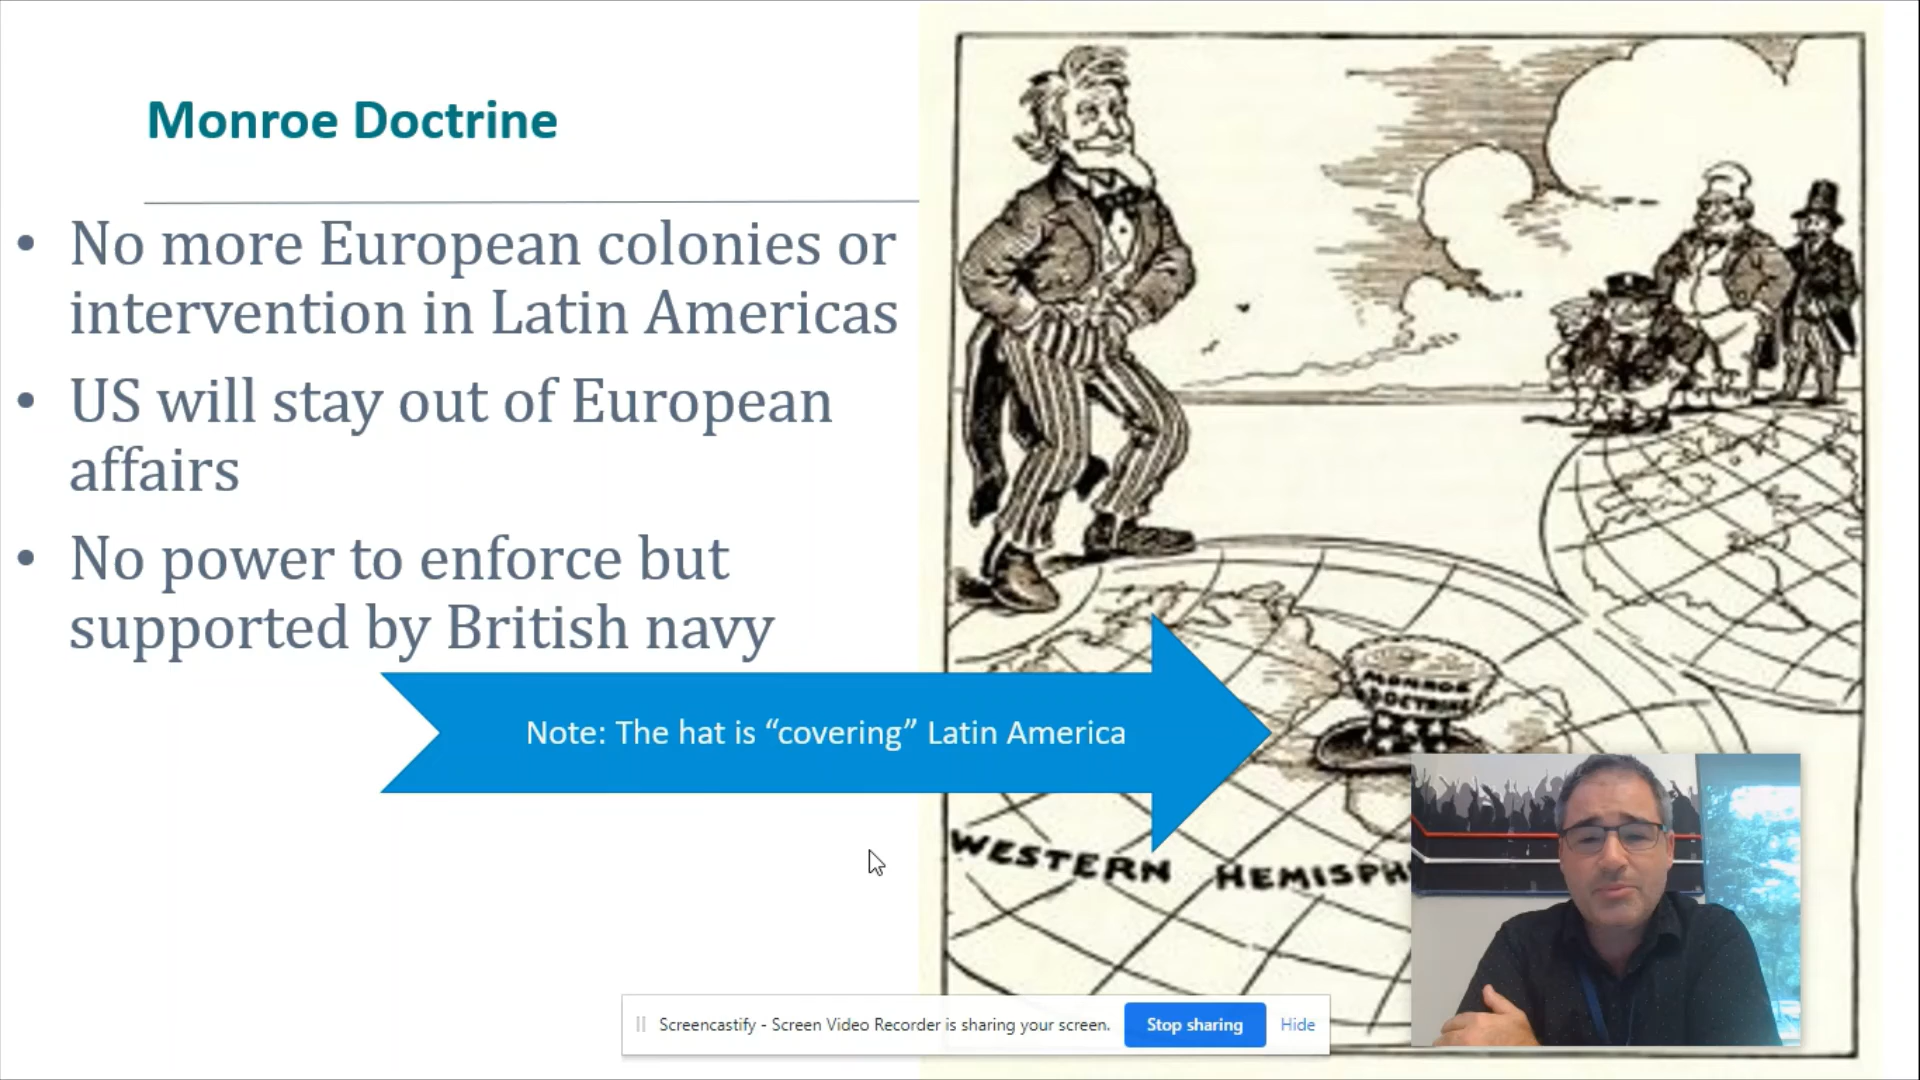 Monroe Doctrine
• No more European colonies or
intervention in Latin Americas
• US will stay out of European
affairs
• No power to enforce but
supported by British navy
Note: The hat is “covering” Latin America
MONROE
DOCTRINE
WESTERN HEMISPH
Screencastify - Screen Video Recorder is sharing your screen.
Stop sharing
Hide